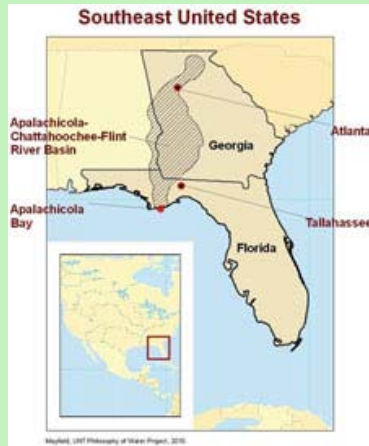 Southeast United States
Apalachicola-
Chattahoochee-Flint
River Basin
Atlanta
Georgia
Apalachicola
Bay
Tallahassee
Florida
Mayfield, UNT Philosophy of Water Project, 2010